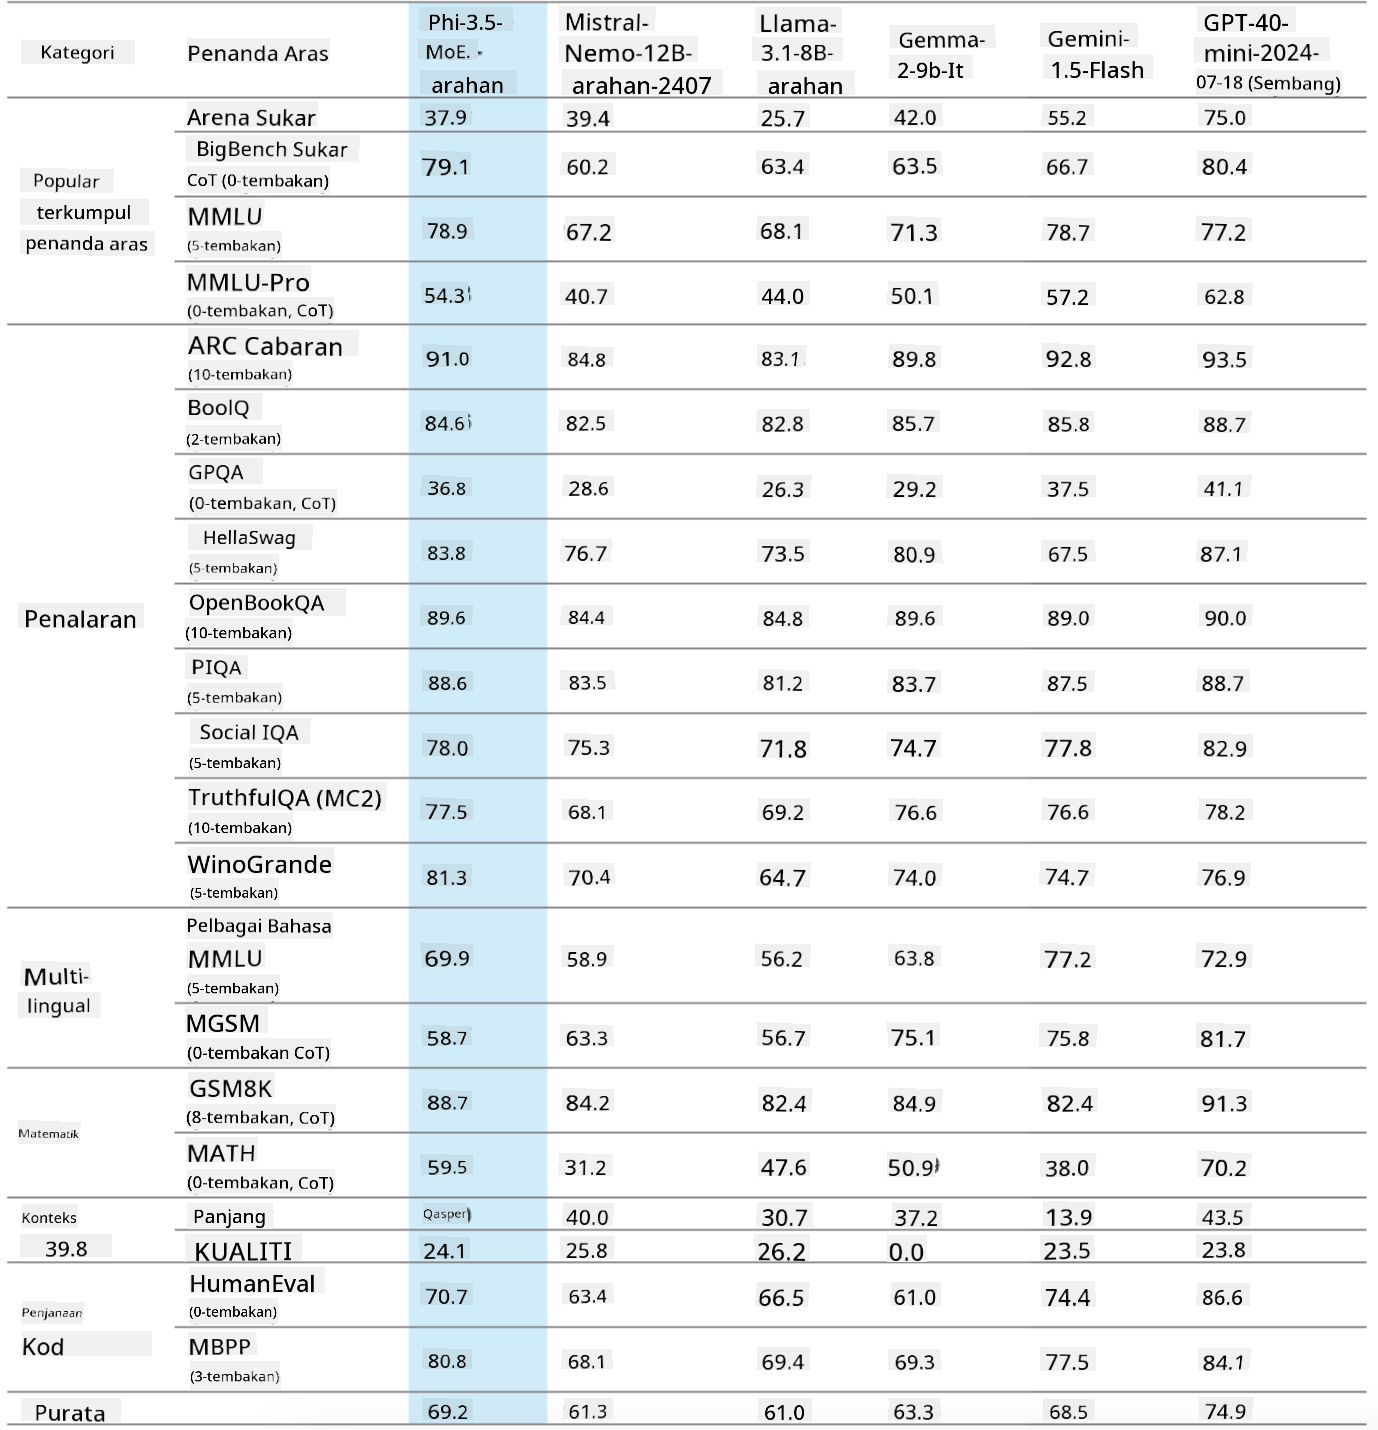 Kategori Penanda Aras Phi-3.5- MoE. - arahan Mistral- Nemo-12B- arahan-2407 Llama- 3.1-8B- arahan Gemma- 2-9b-It Gemini- 1.5-Flash GPT-40- mini-2024- 07-18 (Sembang)
Popular
terkumpul
penanda aras
Arena Sukar 37.9 39.4 25.7 42.0 55.2 75.0
BigBench Sukar
CoT (0-tembakan) 79.1 60.2 63.4 63.5 66.7 80.4
MMLU
(5-tembakan) 78.9 67.2 68.1 71.3 78.7 77.2
MMLU-Pro
(0-tembakan, CoT) 54.3 40.7 44.0 50.1 57.2 62.8
Penalaran
ARC Cabaran
(10-tembakan) 91.0 84.8 83.1 89.8 92.8 93.5
BoolQ
(2-tembakan) 84.6 82.5 82.8 85.7 85.8 88.7
GPQA
(0-tembakan, CoT) 36.8 28.6 26.3 29.2 37.5 41.1
HellaSwag
(5-tembakan) 83.8 76.7 73.5 80.9 67.5 87.1
OpenBookQA
(10-tembakan) 89.6 84.4 84.8 89.6 89.0 90.0
PIQA
(5-tembakan) 88.6 83.5 81.2 83.7 87.5 88.7
Social IQA
(5-tembakan) 78.0 75.3 71.8 74.7 77.8 82.9
TruthfulQA (MC2)
(10-tembakan) 77.5 68.1 69.2 76.6 76.6 78.2
WinoGrande
(5-tembakan) 81.3 70.4 64.7 74.0 74.7 76.9
Multi-
lingual
Pelbagai Bahasa
MMLU
(5-tembakan) 69.9 58.9 56.2 63.8 77.2 72.9
MGSM
(0-tembakan CoT) 58.7 63.3 56.7 75.1 75.8 81.7
Matematik
GSM8K
(8-tembakan, CoT) 88.7 84.2 82.4 84.9 82.4 91.3
MATH
(0-tembakan, CoT) 59.5 31.2 47.6 50.9 38.0 70.2
Konteks Panjang Qasper 40.0 30.7 37.2 13.9 43.5
39.8 KUALITI 24.1 25.8 26.2 0.0 23.5 23.8
Penjanaan
Kod
HumanEval
(0-tembakan) 70.7 63.4 66.5 61.0 74.4 86.6
MBPP
(3-tembakan) 80.8 68.1 69.4 69.3 77.5 84.1
Purata 69.2 61.3 61.0 63.3 68.5 74.9